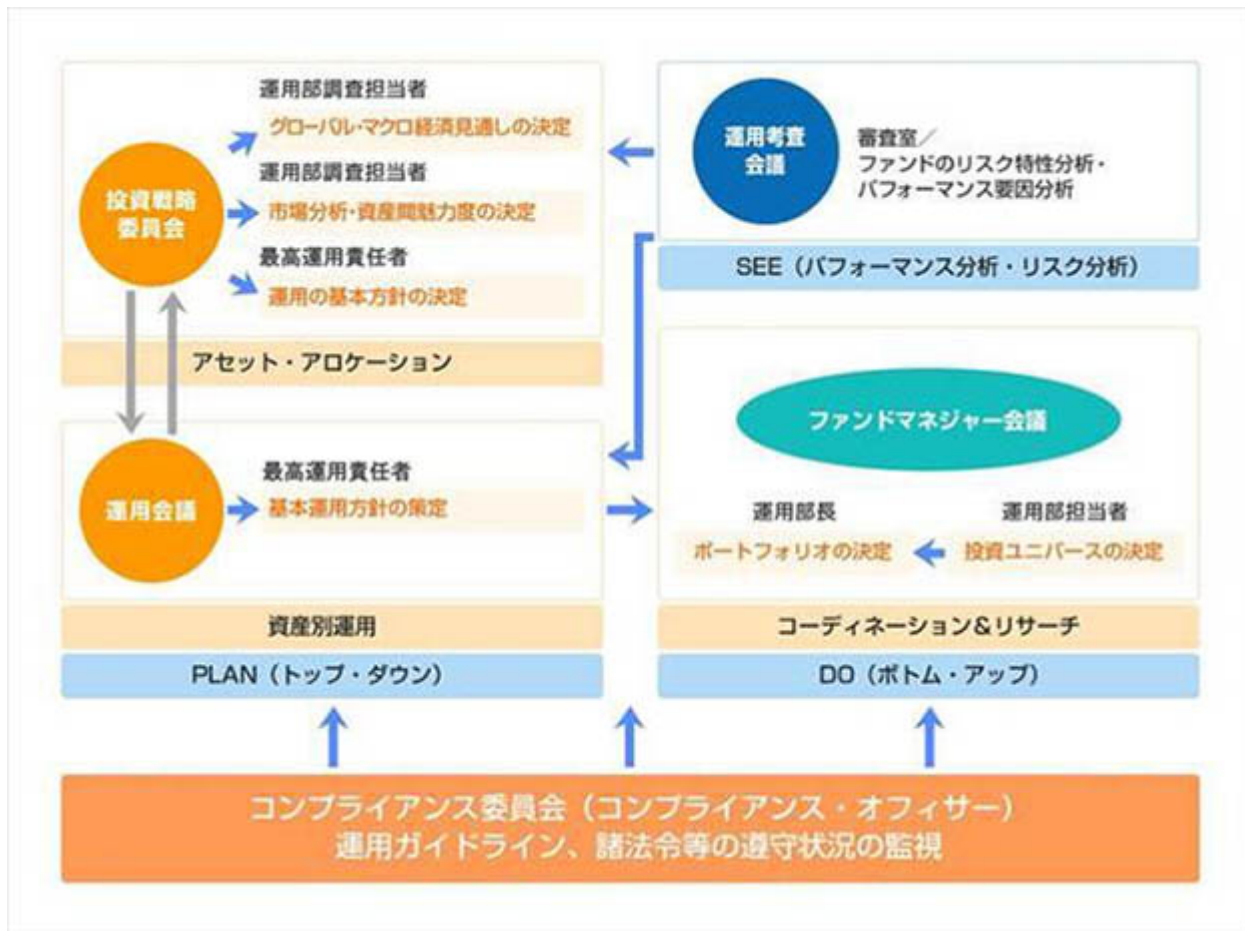 運用部調査担当者
グローバル・マクロ経済見通しの決定
投資戦略
委員会
運用部調査担当者
市場分析・資産間魅力度の決定
最高運用責任者
運用の基本方針の決定
アセット・アロケーション
運用考査
会議
審査室／
ファンドのリスク特性分析・
パフォーマンス要因分析
SEE（パフォーマンス分析・リスク分析）
運用会議
最高運用責任者
基本運用方針の策定
資産別運用
PLAN（トップ・ダウン）
ファンドマネジャー会議
運用部長
ポートフォリオの決定
運用部担当者
投資ユニバースの決定
コーディネーション＆リサーチ
DO（ボトム・アップ）
コンプライアンス委員会（コンプライアンス・オフィサー）
運用ガイドライン、諸法令等の遵守状況の監視